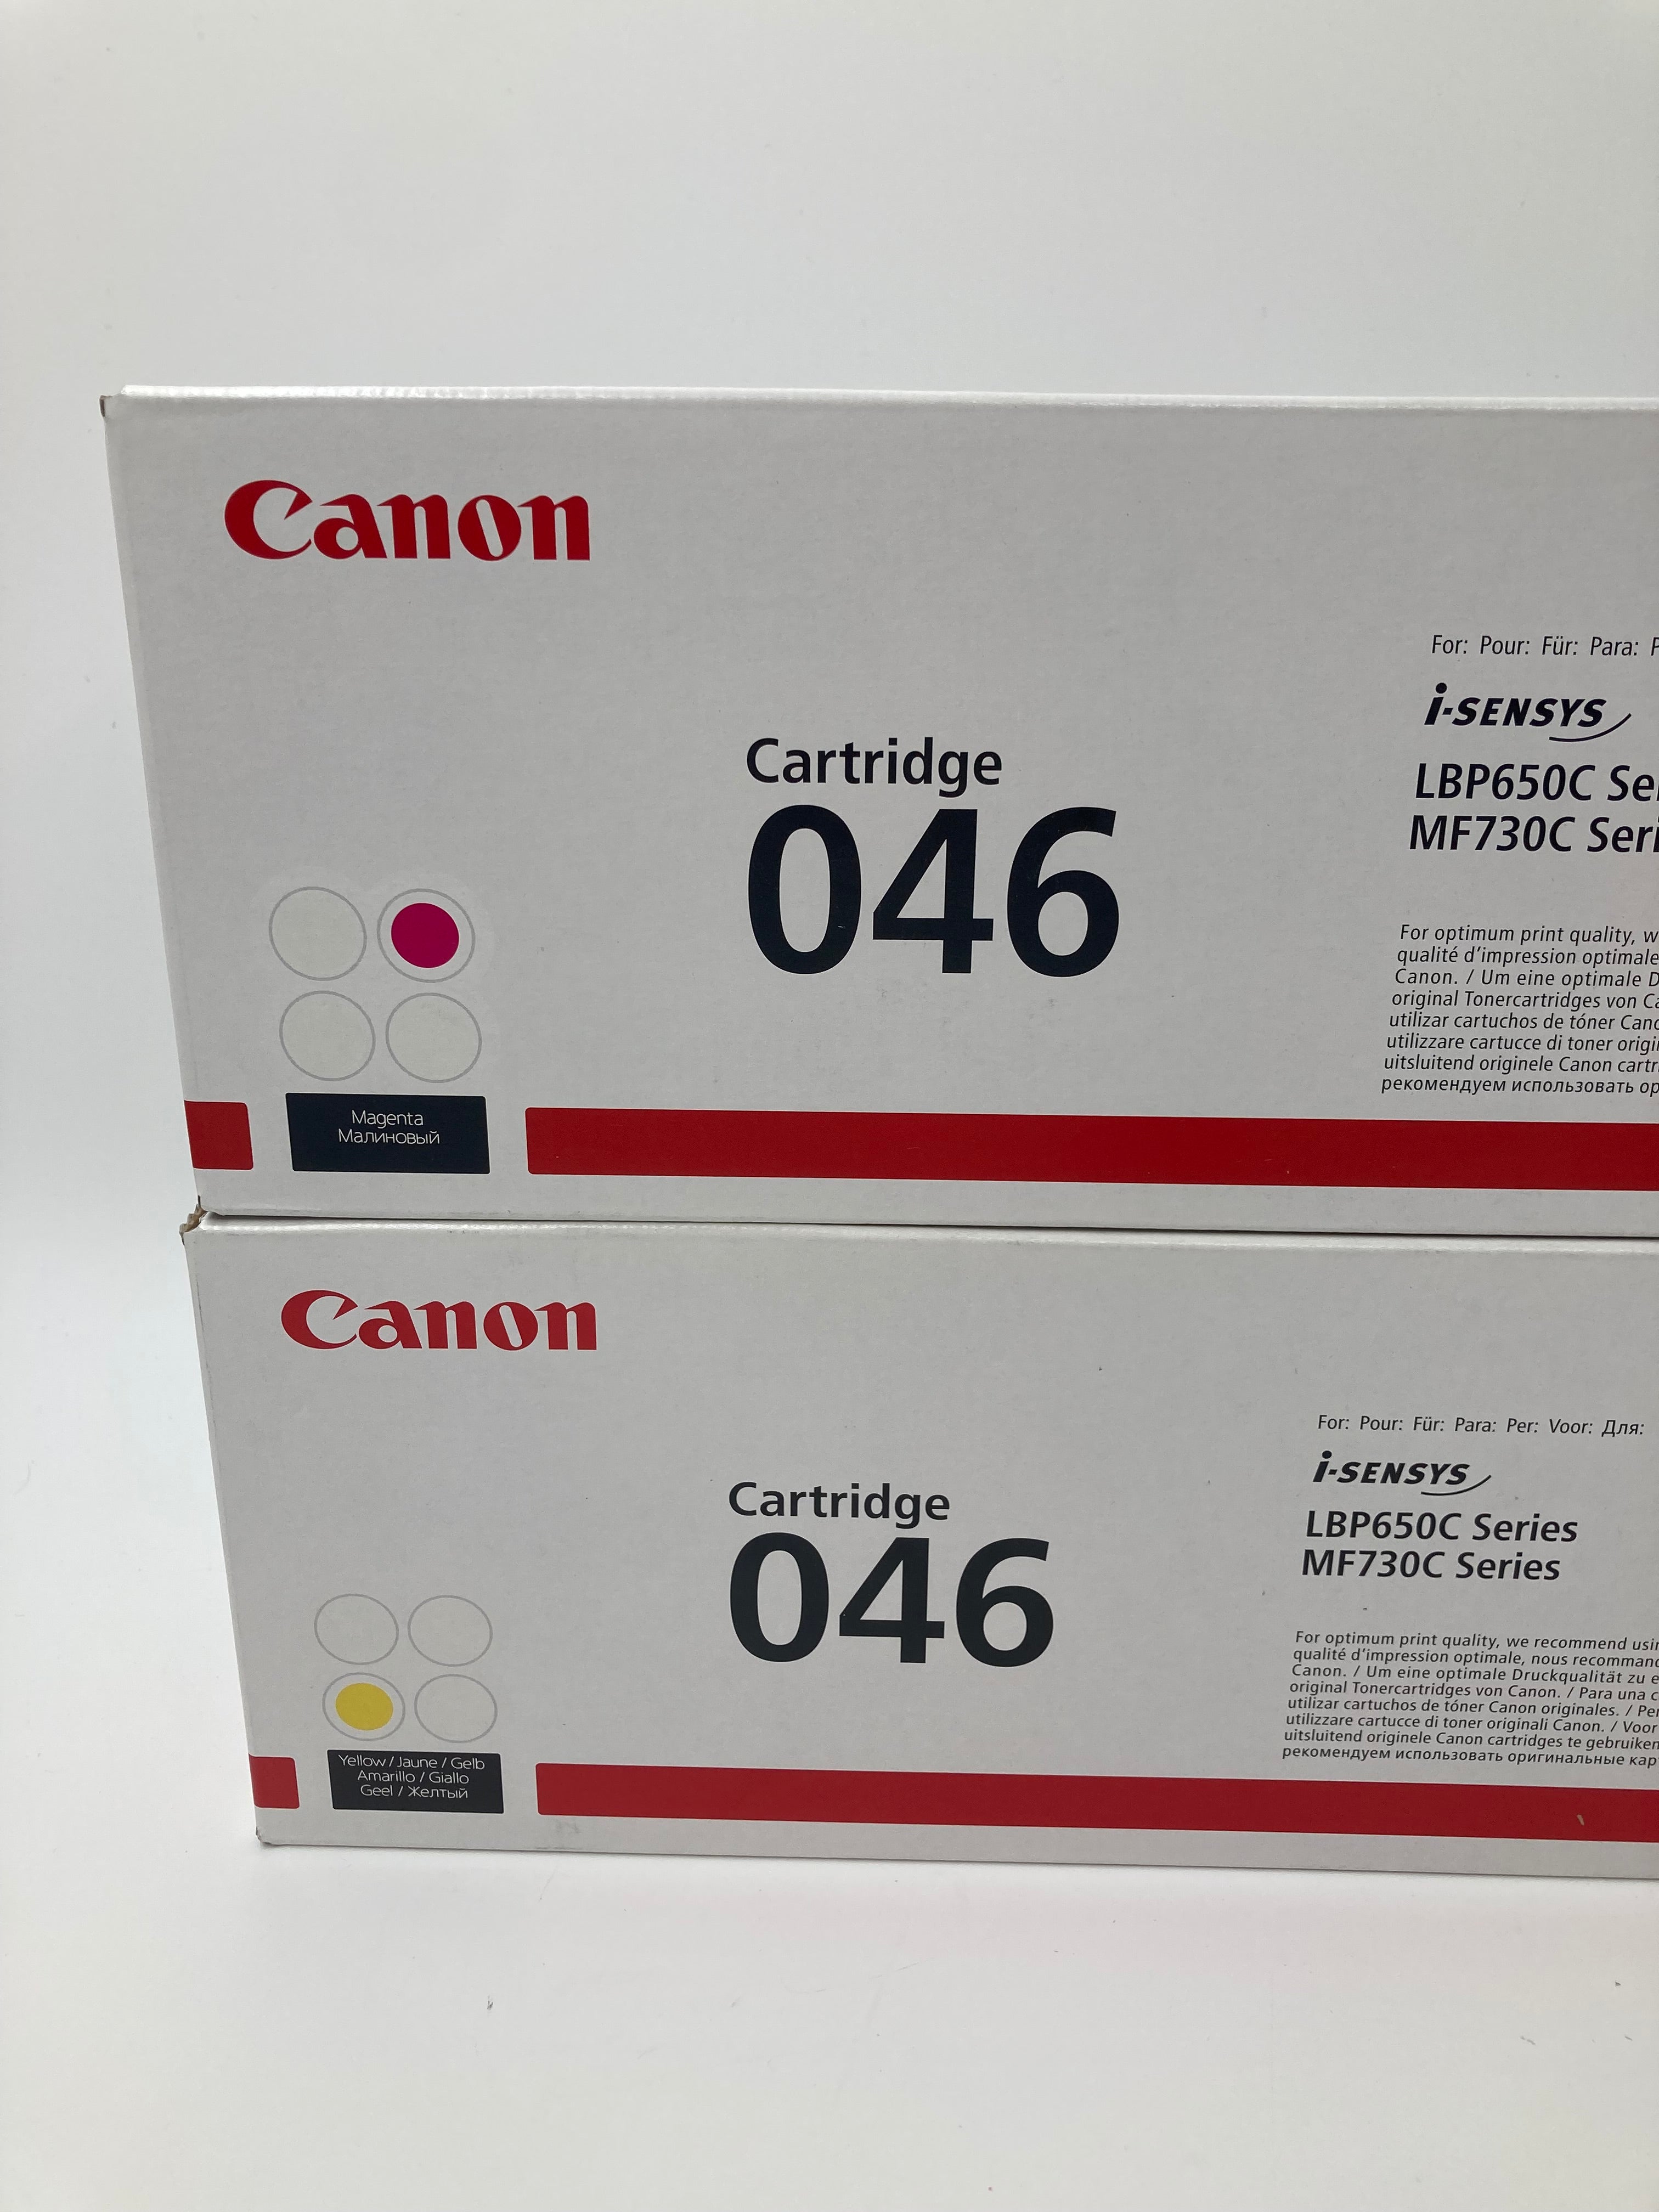 Canon
For: Pour: Für: Para:
i-SENSYS
Cartridge
046
LBP650C
MF730C
For optimum print quality,
qualité d'impression optimale
Canon. / Um eine optimale
original Tonercartridges von
utilizar cartuchos de tóner
utilizzare cartucce di toner
uitsluitend originele Canon
рекомендуем использовать
Magenta
Малиновый
Canon
For: Pour: Für: Para: Per: Voor: Для:
i-SENSYS
Cartridge
046
LBP650C Series
MF730C Series
For optimum print quality, we recommend
qualité d'impression optimale, nous
Canon. / Um eine optimale Druckqualität zu
original Tonercartridges von Canon. / Para una
utilizar cartuchos de tóner Canon originales. /
utilizzare cartucce di toner originali Canon. / Voor
uitsluitend originele Canon cartridges te gebruiken
рекомендуем использовать оригинальные
Yellow / Jaune / Gelb
Amarillo / Giallo
Geel / Желтый